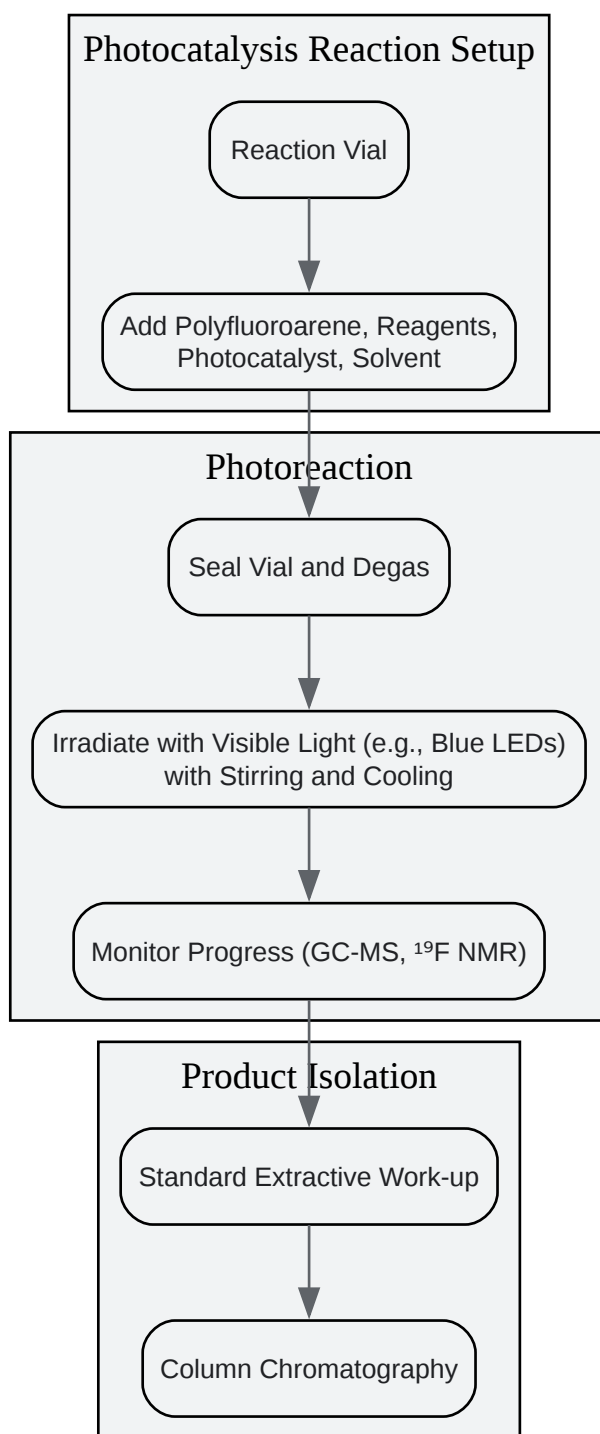 Photocatalysis Reaction Setup
Reaction Vial
Add Polyfluoroarene, Reagents,
Photocatalyst, Solvent
Photoreaction
Seal Vial and Degas
Irradiate with Visible Light (e.g., Blue LEDs)
with Stirring and Cooling
Monitor Progress (GC-MS, ¹⁹F NMR)
Product Isolation
Standard Extractive Work-up
Column Chromatography